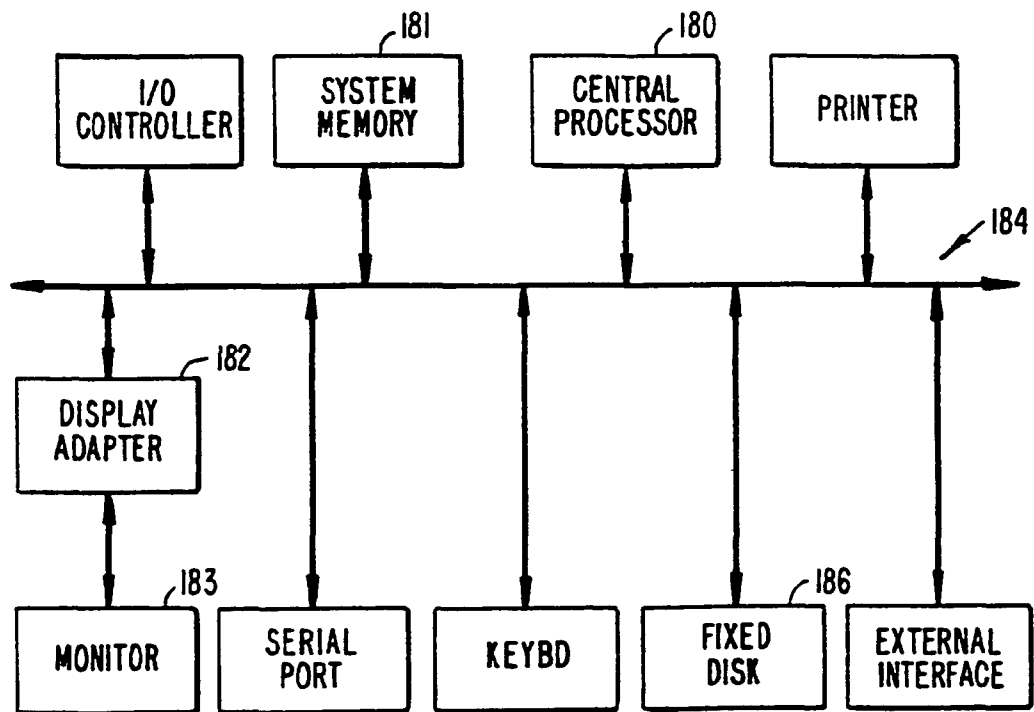 181
180
I/O
CONTROLLER
SYSTEM
MEMORY
CENTRAL
PROCESSOR
PRINTER
184
182
DISPLAY
ADAPTER
183
186
MONITOR
SERIAL
PORT
KEYBD
FIXED
DISK
EXTERNAL
INTERFACE